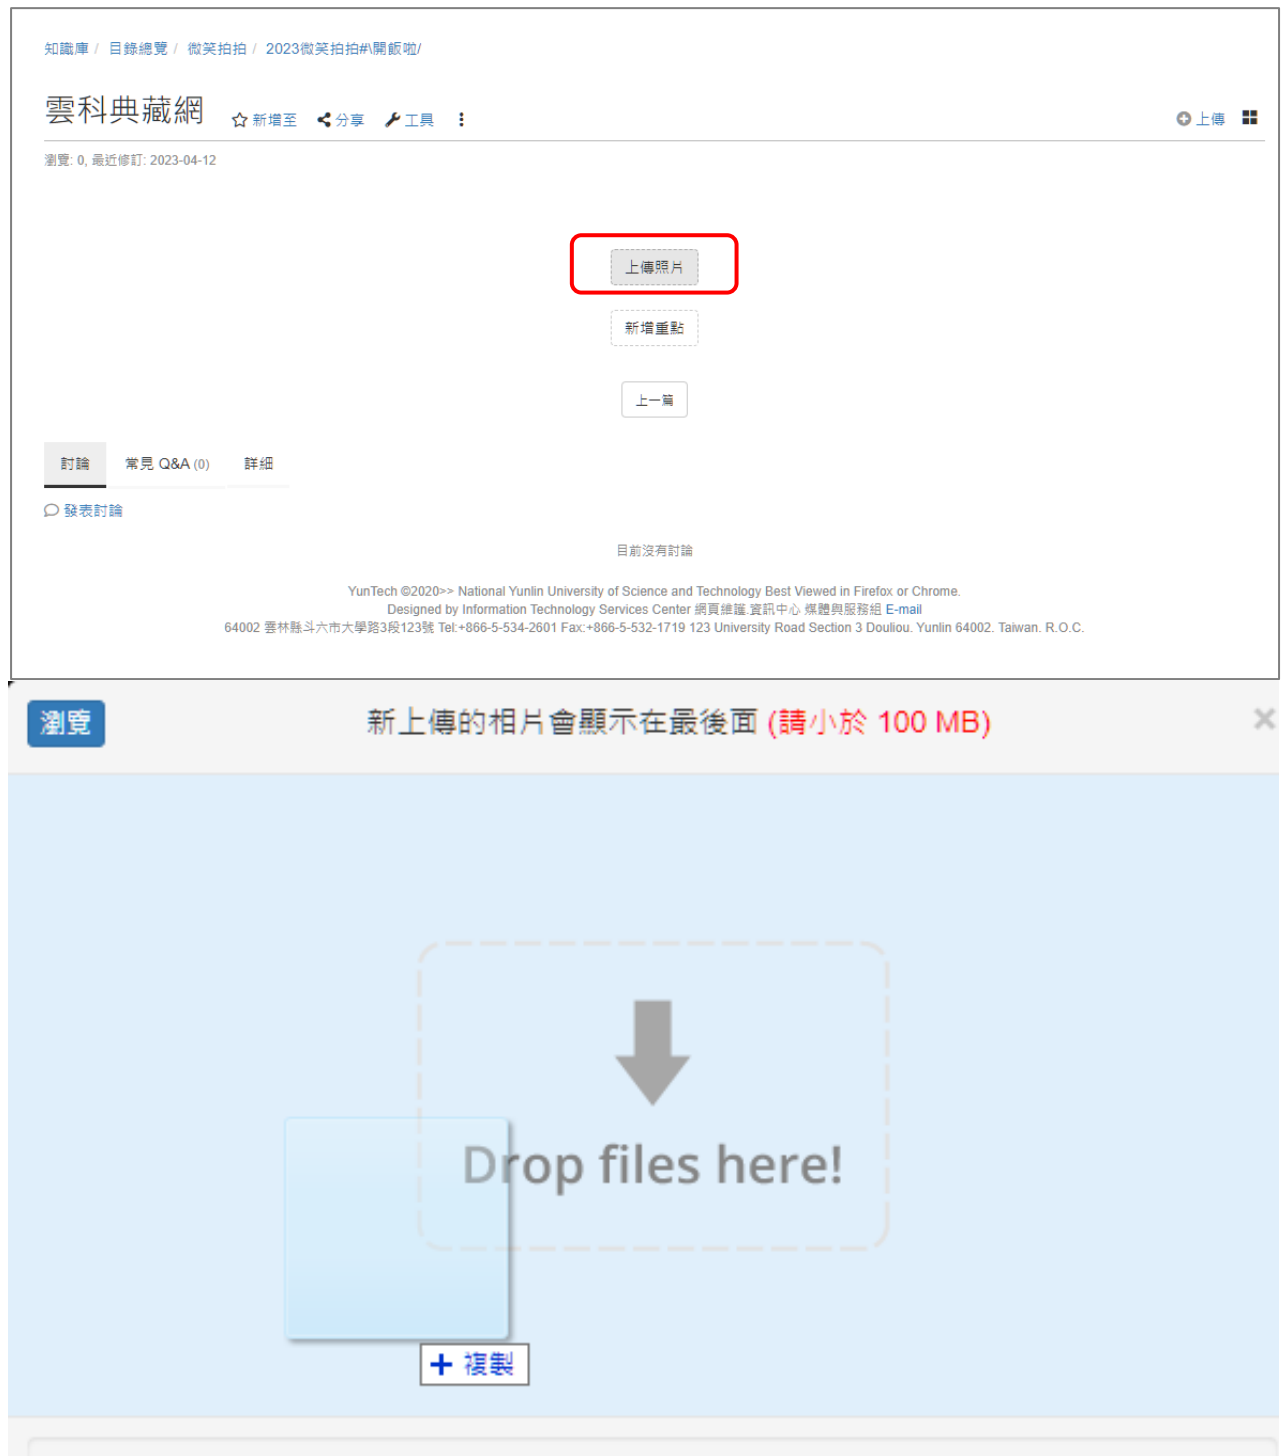 知識庫 / 目錄總覽 / 微笑拍拍 / 2023微笑拍拍#\開飯啦/
雲科典藏網 新增至 分享 工具 上傳
瀏覽: 0, 最近修訂: 2023-04-12
上傳照片
新增重點
上一篇
討論 常見 Q&A (0) 詳細
發表討論
目前沒有討論
YunTech ©2020>> National Yunlin University of Science and Technology Best Viewed in Firefox or Chrome.
Designed by Information Technology Services Center 網頁維護.資訊中心 媒體與服務組 E-mail
64002 雲林縣斗六市大學路3段123號 Tel:+866-5-534-2601 Fax:+866-5-532-1719 123 University Road Section 3 Douliou. Yunlin 64002. Taiwan. R.O.C.
瀏覽 新上傳的相片會顯示在最後面 (請小於 100 MB) ×
Drop files here!
+ 複製